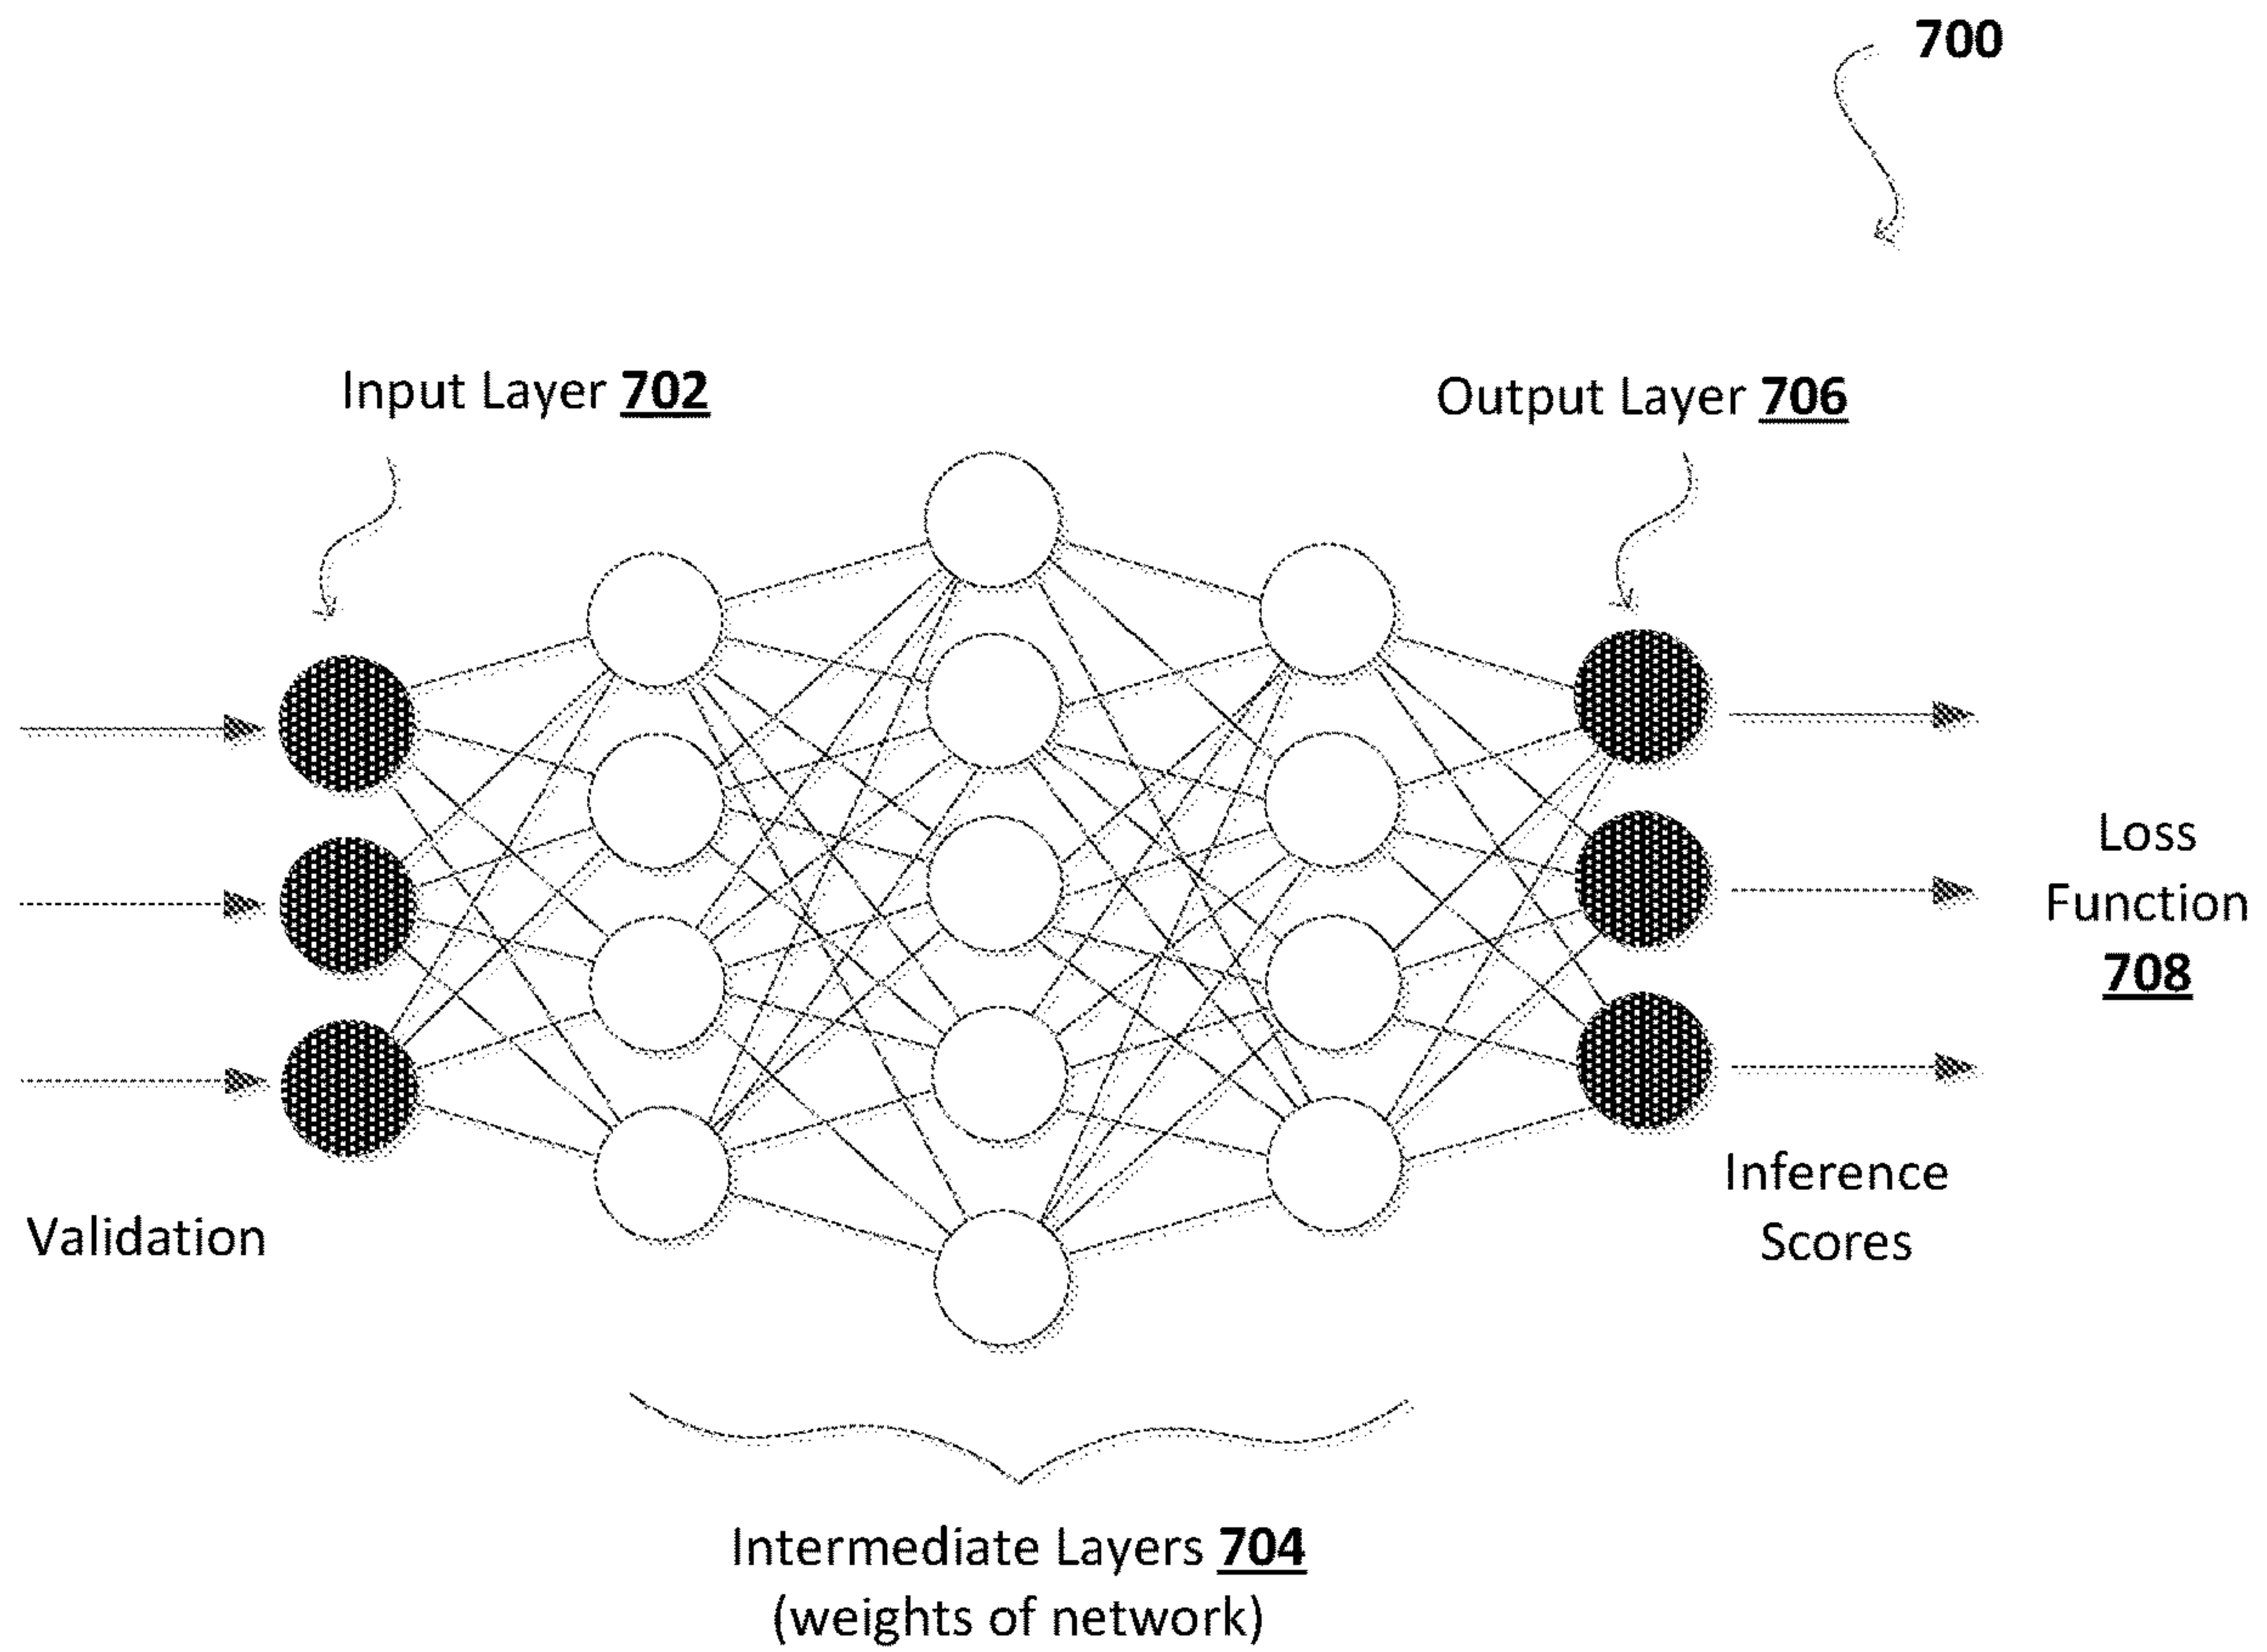 700
Input Layer 702
Output Layer 706
Loss
Function
708
Validation
Inference
Scores
Intermediate Layers 704
(weights of network)